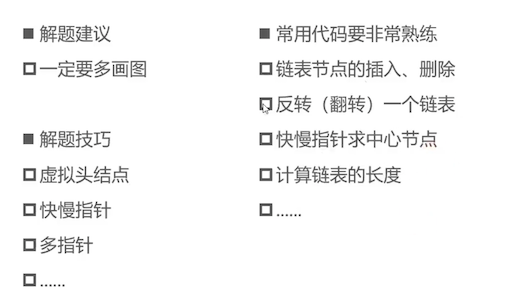 解题建议
一定要多画图
解题技巧
虚拟头结点
快慢指针
多指针
......
常用代码要非常熟练
链表节点的插入、删除
反转（翻转）一个链表
快慢指针求中心节点
计算链表的长度
......